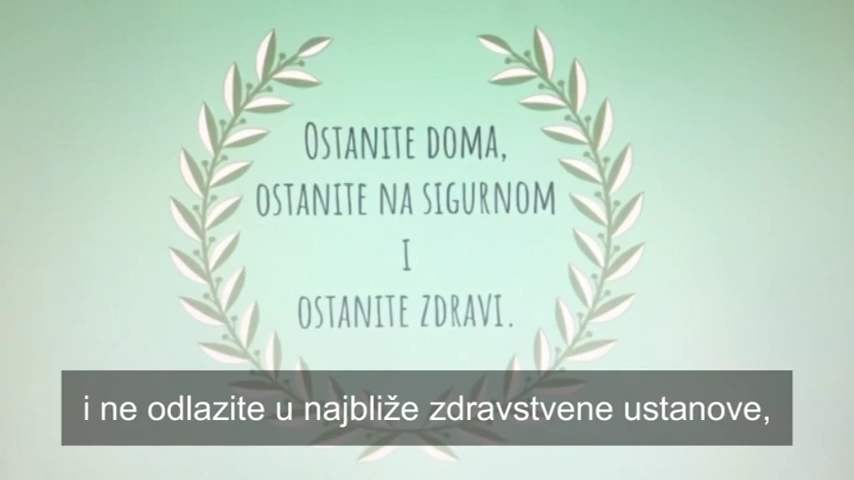 Ostanite doma,
ostanite na sigurnom
i
ostanite zdravi.
i ne odlazite u najbliže zdravstvene ustanove,